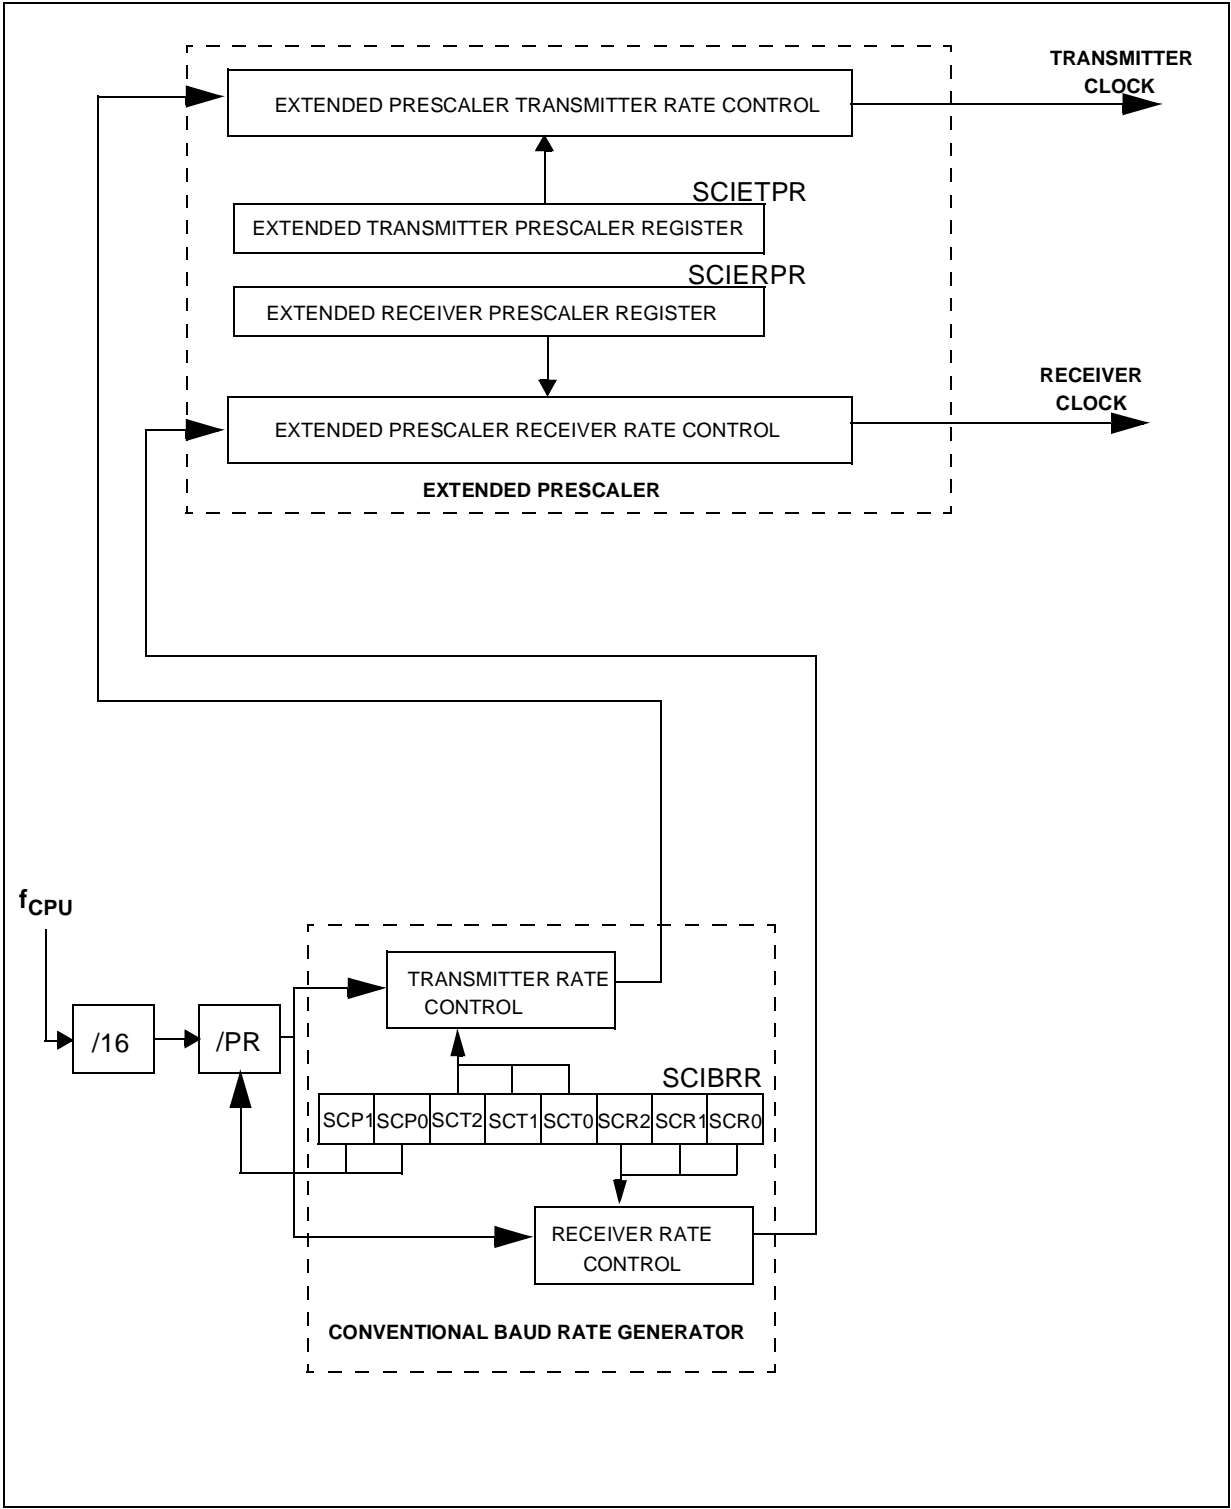 TRANSMITTER
CLOCK
EXTENDED PRESCALER TRANSMITTER RATE CONTROL
SCIETPR
EXTENDED TRANSMITTER PRESCALER REGISTER
SCIERPR
EXTENDED RECEIVER PRESCALER REGISTER
RECEIVER
CLOCK
EXTENDED PRESCALER RECEIVER RATE CONTROL
EXTENDED PRESCALER
fCPU
TRANSMITTER RATE
CONTROL
/16
/PR
SCIBRR
SCP1 SCP0 SCT2 SCT1 SCT0 SCR2 SCR1 SCR0
RECEIVER RATE
CONTROL
CONVENTIONAL BAUD RATE GENERATOR